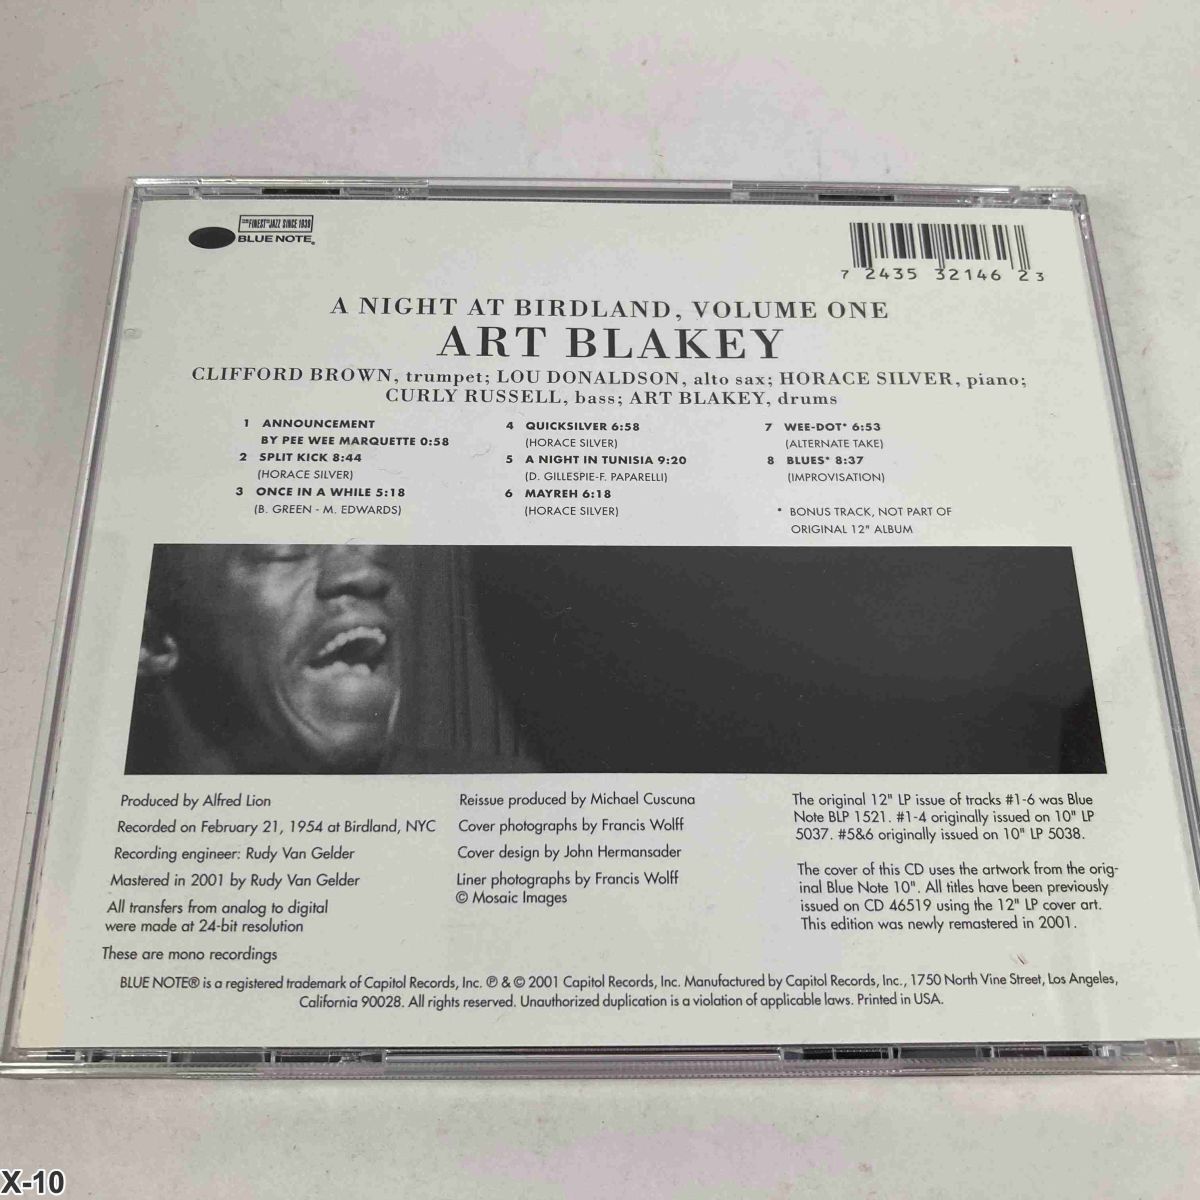 THE FINEST IN JAZZ SINCE 1939
BLUE NOTE®
7 24435 32146 2 3
A NIGHT AT BIRDLAND, VOLUME ONE
ART BLAKEY
CLIFFORD BROWN, trumpet; LOU DONALDSON, alto sax; HORACE SILVER, piano;
CURLY RUSSELL, bass; ART BLAKEY, drums
1 ANNOUNCEMENT
BY PEE WEE MARQUETTE 0:58
2 SPLIT KICK 8:44
(HORACE SILVER)
3 ONCE IN A WHILE 5:18
(B. GREEN - M. EDWARDS)
4 QUICKSILVER 6:58
(HORACE SILVER)
5 A NIGHT IN TUNISIA 9:20
(D. GILLESPIE-F. PAPARELLI)
6 MAYREH 6:18
(HORACE SILVER)
7 WEE-DOT* 6:53
(ALTERNATE TAKE)
8 BLUES* 8:37
(IMPROVISATION)
* BONUS TRACK, NOT PART OF
ORIGINAL 12" ALBUM
Produced by Alfred Lion
Recorded on February 21, 1954 at Birdland, NYC
Recording engineer: Rudy Van Gelder
Mastered in 2001 by Rudy Van Gelder
All transfers from analog to digital
were made at 24-bit resolution
These are mono recordings
Reissue produced by Michael Cuscuna
Cover photographs by Francis Wolff
Cover design by John Hermansader
Liner photographs by Francis Wolff
© Mosaic Images
The original 12" LP issue of tracks #1-6 was Blue
Note BLP 1521. #1-4 originally issued on 10" LP
5037. #5&6 originally issued on 10" LP 5038.
The cover of this CD uses the artwork from the orig-
inal Blue Note 10". All titles have been previously
issued on CD 46519 using the 12" LP cover art.
This edition was newly remastered in 2001.
BLUE NOTE® is a registered trademark of Capitol Records, Inc. ℗ & © 2001 Capitol Records, Inc. Manufactured by Capitol Records, Inc., 1750 North Vine Street, Los Angeles,
California 90028. All rights reserved. Unauthorized duplication is a violation of applicable laws. Printed in USA.
X-10